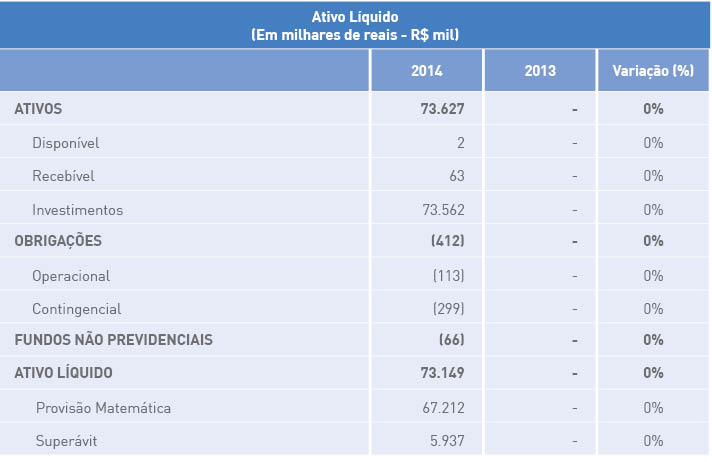 Ativo Líquido
(Em milhares de reais - R$ mil)
2014 2013 Variação (%)
ATIVOS 73.627 - 0%
Disponível 2 - 0%
Recebível 63 - 0%
Investimentos 73.562 - 0%
OBRIGAÇÕES (412) - 0%
Operacional (113) - 0%
Contingencial (299) - 0%
FUNDOS NÃO PREVIDENCIAIS (66) - 0%
ATIVO LÍQUIDO 73.149 - 0%
Provisão Matemática 67.212 - 0%
Superávit 5.937 - 0%